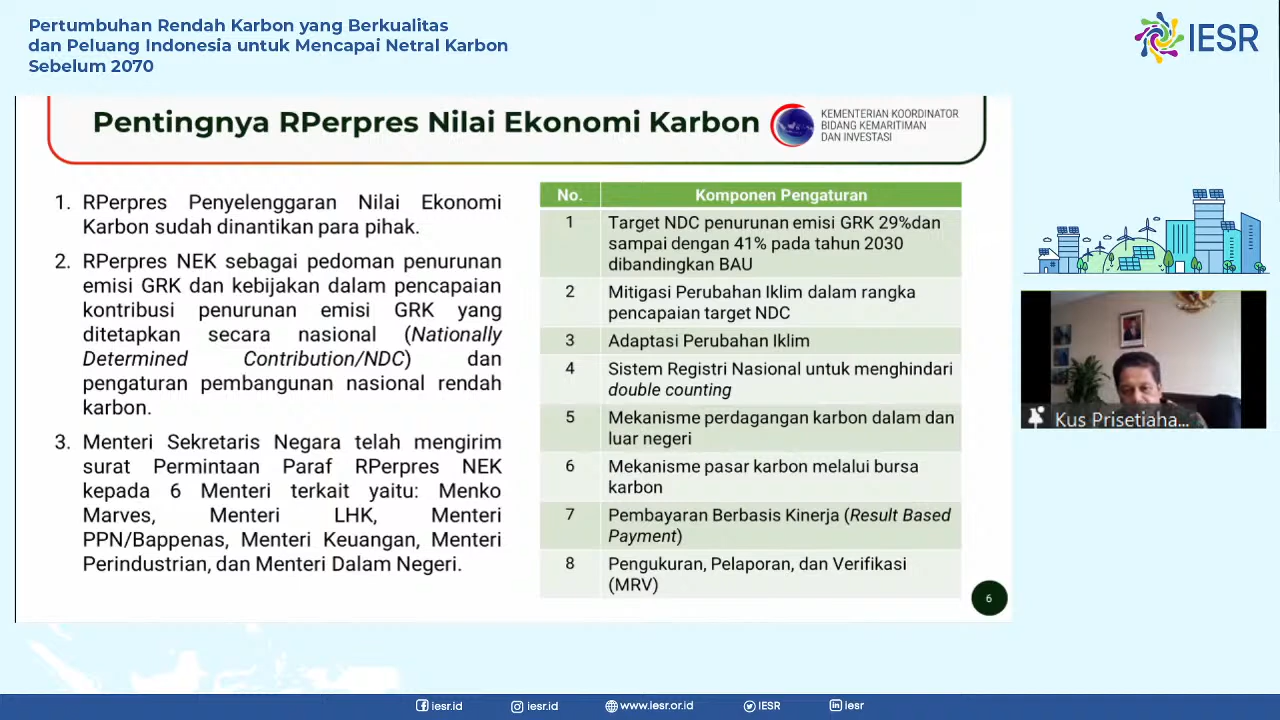 Pertumbuhan Rendah Karbon yang Berkualitas
dan Peluang Indonesia untuk Mencapai Netral Karbon
Sebelum 2070
IESR
Pentingnya RPerpres Nilai Ekonomi Karbon
KEMENTERIAN KOORDINATOR
BIDANG KEMARITIMAN
DAN INVESTASI
1. RPerpres Penyelenggaran Nilai Ekonomi
Karbon sudah dinantikan para pihak.
2. RPerpres NEK sebagai pedoman penurunan
emisi GRK dan kebijakan dalam pencapaian
kontribusi penurunan emisi GRK yang
ditetapkan secara nasional (Nationally
Determined Contribution/NDC) dan
pengaturan pembangunan nasional rendah
karbon.
3. Menteri Sekretaris Negara telah mengirim
surat Permintaan Paraf RPerpres NEK
kepada 6 Menteri terkait yaitu: Menko
Marves, Menteri LHK, Menteri
PPN/Bappenas, Menteri Keuangan, Menteri
Perindustrian, dan Menteri Dalam Negeri.
No. Komponen Pengaturan
1 Target NDC penurunan emisi GRK 29%dan
sampai dengan 41% pada tahun 2030
dibandingkan BAU
2 Mitigasi Perubahan Iklim dalam rangka
pencapaian target NDC
3 Adaptasi Perubahan Iklim
4 Sistem Registri Nasional untuk menghindari
double counting
5 Mekanisme perdagangan karbon dalam dan
luar negeri
6 Mekanisme pasar karbon melalui bursa
karbon
7 Pembayaran Berbasis Kinerja (Result Based
Payment)
8 Pengukuran, Pelaporan, dan Verifikasi
(MRV)
6
Kus Prisetiaha...
iesr.id iesr.id www.iesr.or.id IESR iesr